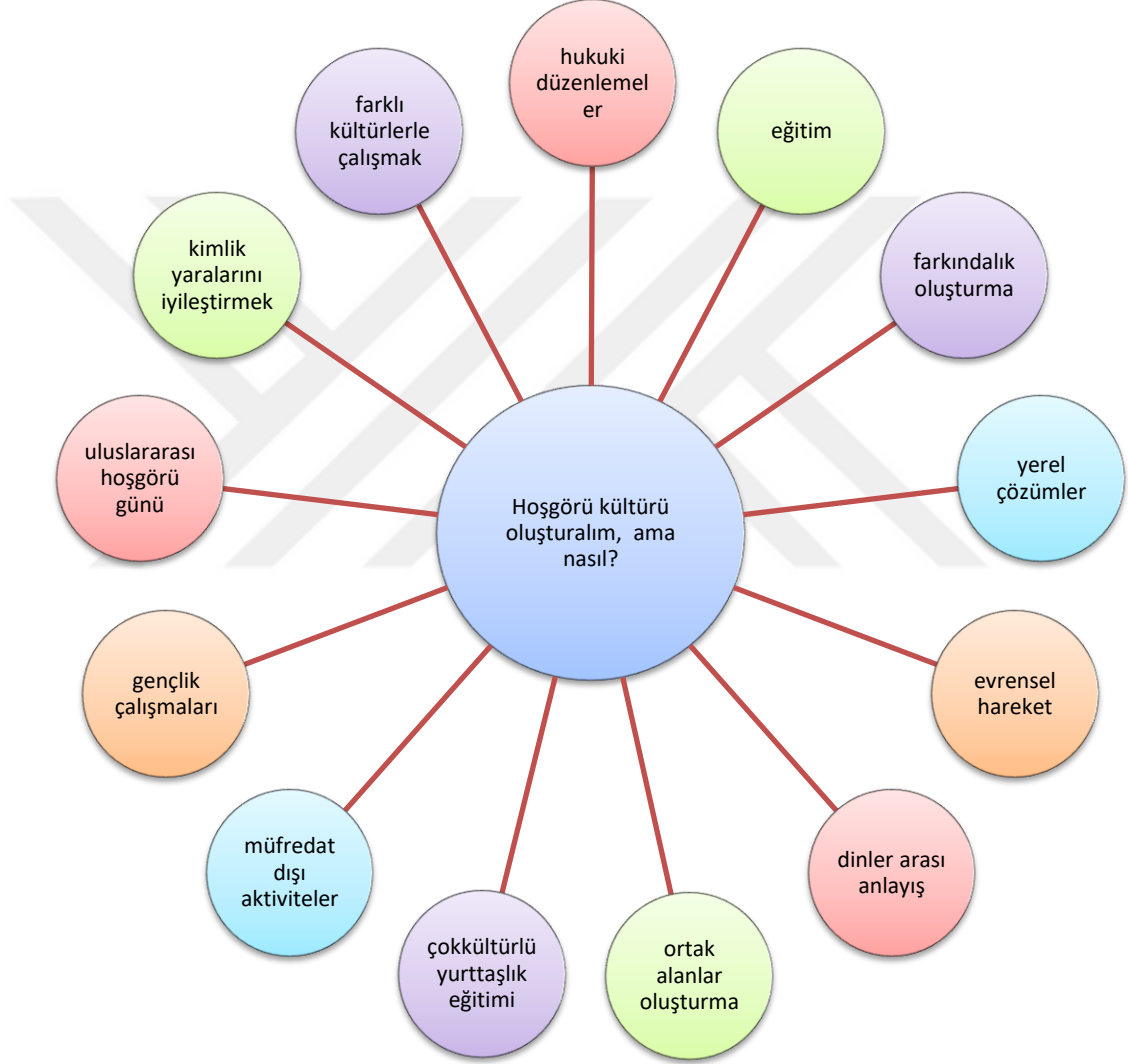 hukuki
düzenlemel
er
eğitim
farkındalık
oluşturma
yerel
çözümler
evrensel
hareket
dinler arası
anlayış
ortak
alanlar
oluşturma
çokkültürlü
yurttaşlık
eğitimi
müfredat
dışı
aktiviteler
gençlik
çalışmaları
uluslararası
hoşgörü
günü
kimlik
yaralarını
iyileştirmek
farklı
kültürlerle
çalışmak
Hoşgörü kültürü
oluşturalım, ama
nasıl?